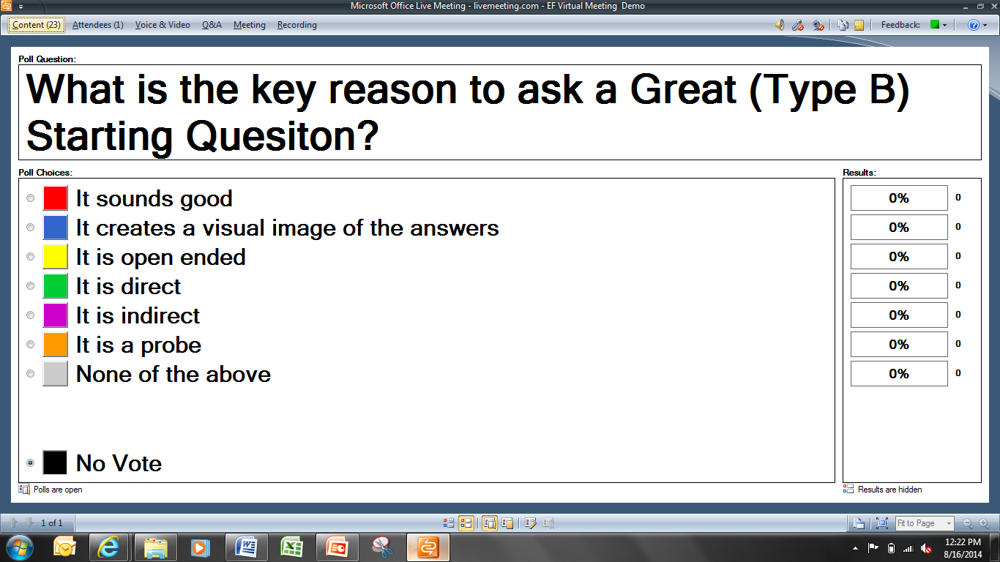 Microsoft Office Live Meeting - livemeeting.com - EF Virtual Meeting  Demo
Content (23) Attendees (1) Voice & Video Q&A Meeting Recording Feedback:
Poll Question:
What is the key reason to ask a Great (Type B)
Starting Quesiton?
Poll Choices: Results:
It sounds good 0% 0
It creates a visual image of the answers 0% 0
It is open ended 0% 0
It is direct 0% 0
It is indirect 0% 0
It is a probe 0% 0
None of the above 0% 0
No Vote
Polls are open Results are hidden
1 of 1 Fit to Page
12:22 PM
8/16/2014